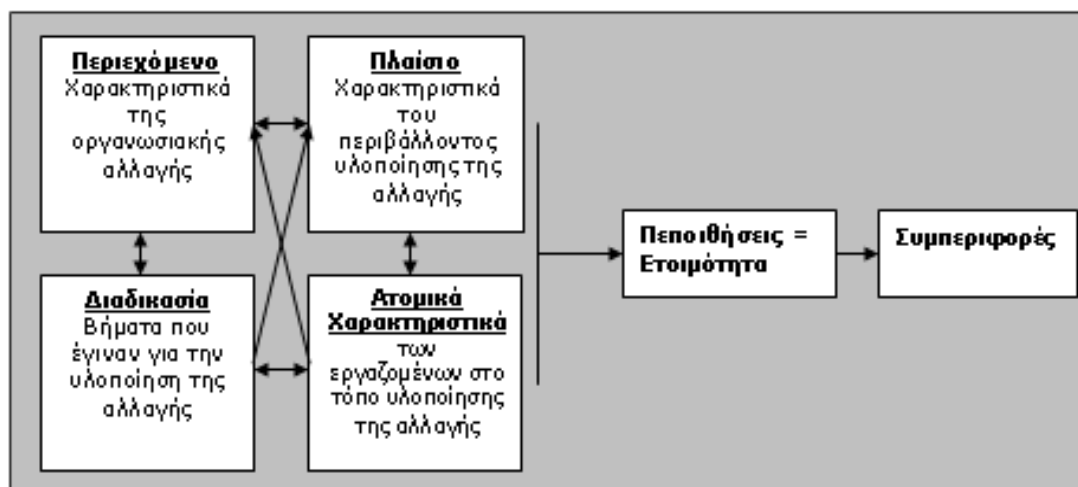 Περιεχόμενο
Χαρακτηριστικά
της
οργανωσιακής
αλλαγής
Πλαίσιο
Χαρακτηριστικά
του
περιβάλλοντος
υλοποίησης της
αλλαγής
Διαδικασία
Βήματα που
έγιναν για την
υλοποίηση της
αλλαγής
Ατομικά
Χαρακτηριστικά
των
εργαζομένων στο
τόπο υλοποίησης
της αλλαγής
Πεποιθήσεις =
Ετοιμότητα
Συμπεριφορές